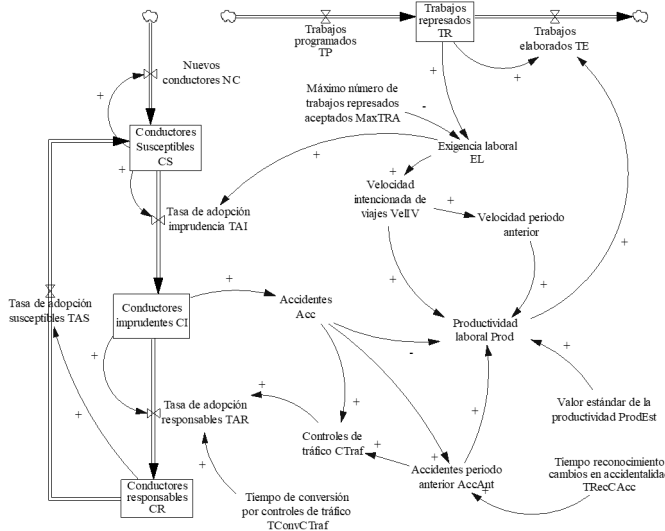 Trabajos
programados
TP
Trabajos
represados
TR
Trabajos
elaborados TE
Nuevos
conductores NC
+
Máximo número de
trabajos represados
aceptados MaxTRA
-
+
+
Conductores
Susceptibles
CS
Exigencia laboral
EL
+
+
+
Tasa de adopción
imprudencia TAI
Velocidad
intencionada de
viajes VelIV
+
Velocidad periodo
anterior
+
+
+
Conductores
imprudentes CI
+
Accidentes
Acc
Tasa de adopción
susceptibles TAS
Productividad
laboral Prod
-
+
+
+
Tasa de adopción
responsables TAR
+
+
+
Controles de
tráfico CTraf
+
Valor estándar de la
productividad ProdEst
+
+
Accidentes periodo
anterior AccAnt
+
Conductores
responsables
CR
+
Tiempo de conversión
por controles de tráfico
TConvCTraf
Tiempo reconocimiento
cambios en accidentalida
TRecCAcc
+